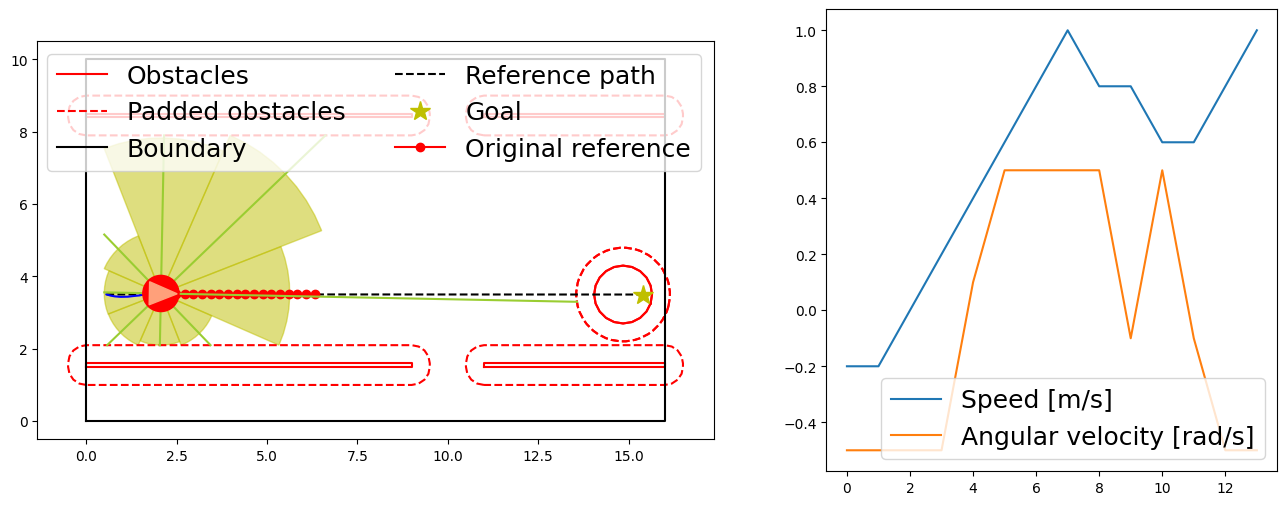 Obstacles
Padded obstacles
Boundary
Reference path
Goal
Original reference
10
8
6
4
2
0
0.0 2.5 5.0 7.5 10.0 12.5 15.0
1.0
0.8
0.6
0.4
0.2
0.0
−0.2
−0.4
Speed [m/s]
Angular velocity [rad/s]
0 2 4 6 8 10 12